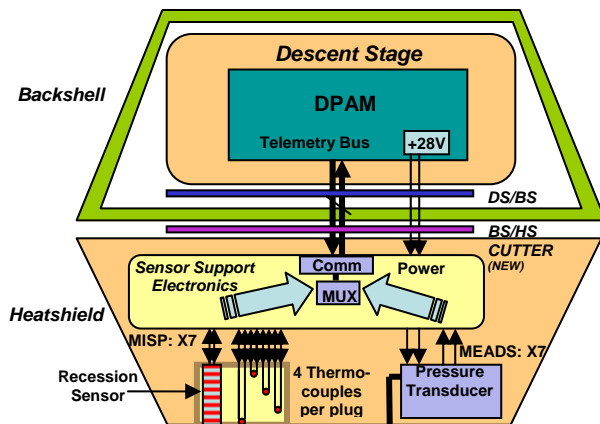 Descent Stage
Backshell
DPAM
Telemetry Bus
+28V
DS/BS
BS/HS
CUTTER
(NEW)
Sensor Support
Electronics
Comm
Power
MUX
Heatshield
MISP: X7
MEADS: X7
Recession
Sensor
4 Thermo-
couples
per plug
Pressure
Transducer